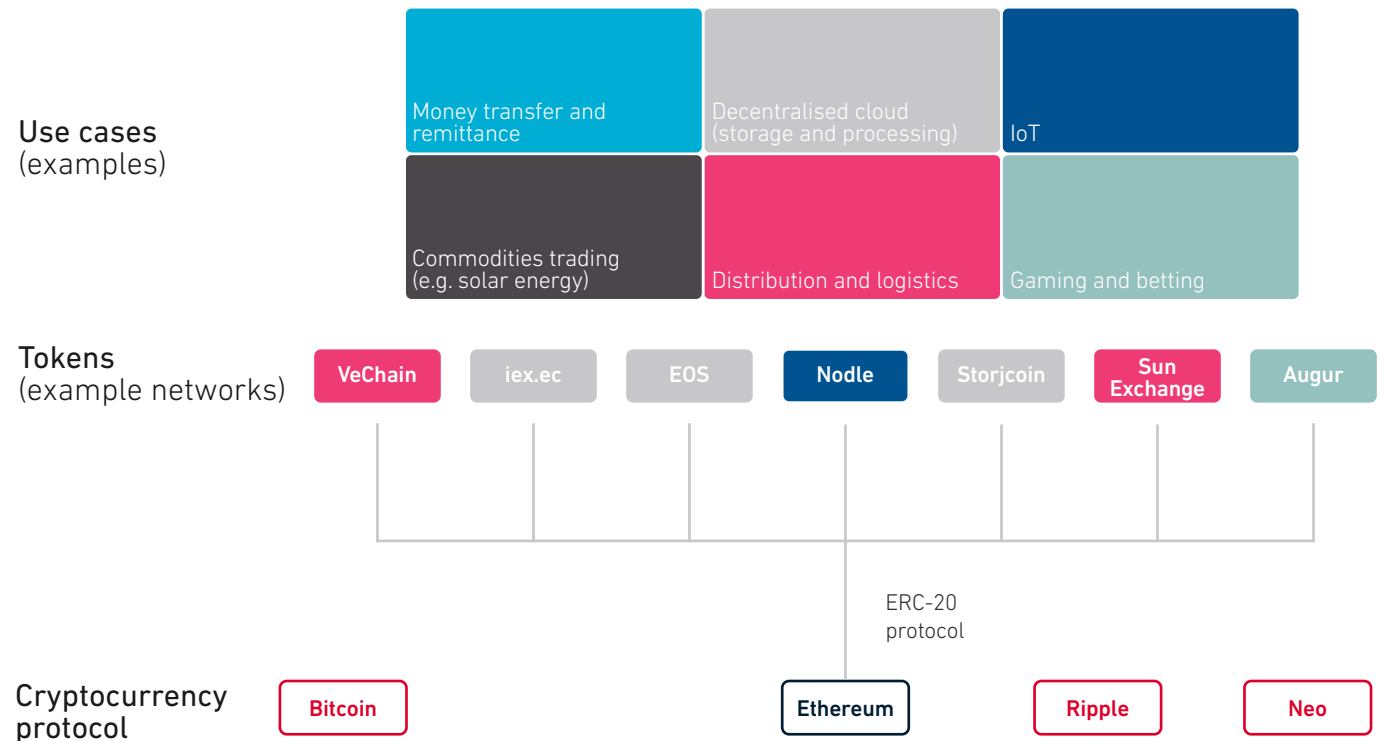 Money transfer and
remittance
Decentralised cloud
(storage and processing)
IoT
Use cases
(examples)
Commodities trading
(e.g. solar energy)
Distribution and logistics
Gaming and betting
Tokens
(example networks)
VeChain
iex.ec
EOS
Nodle
Storjcoin
Sun
Exchange
Augur
ERC-20
protocol
Cryptocurrency
protocol
Bitcoin
Ethereum
Ripple
Neo